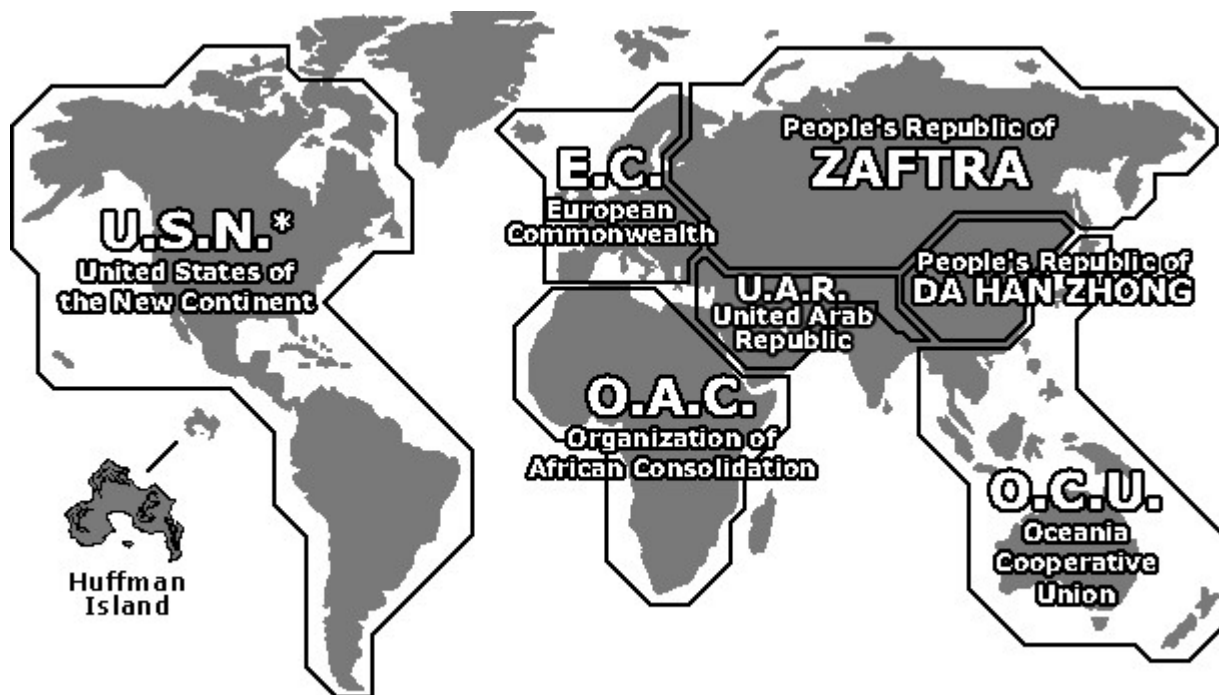 People's Republic of
ZAFTRA
E.C.
European
Commonwealth
U.S.N.*
United States of
the New Continent
People's Republic of
DA HAN ZHONG
U.A.R.
United Arab
Republic
O.A.C.
Organization of
African Consolidation
O.C.U.
Oceania
Cooperative
Union
Huffman
Island